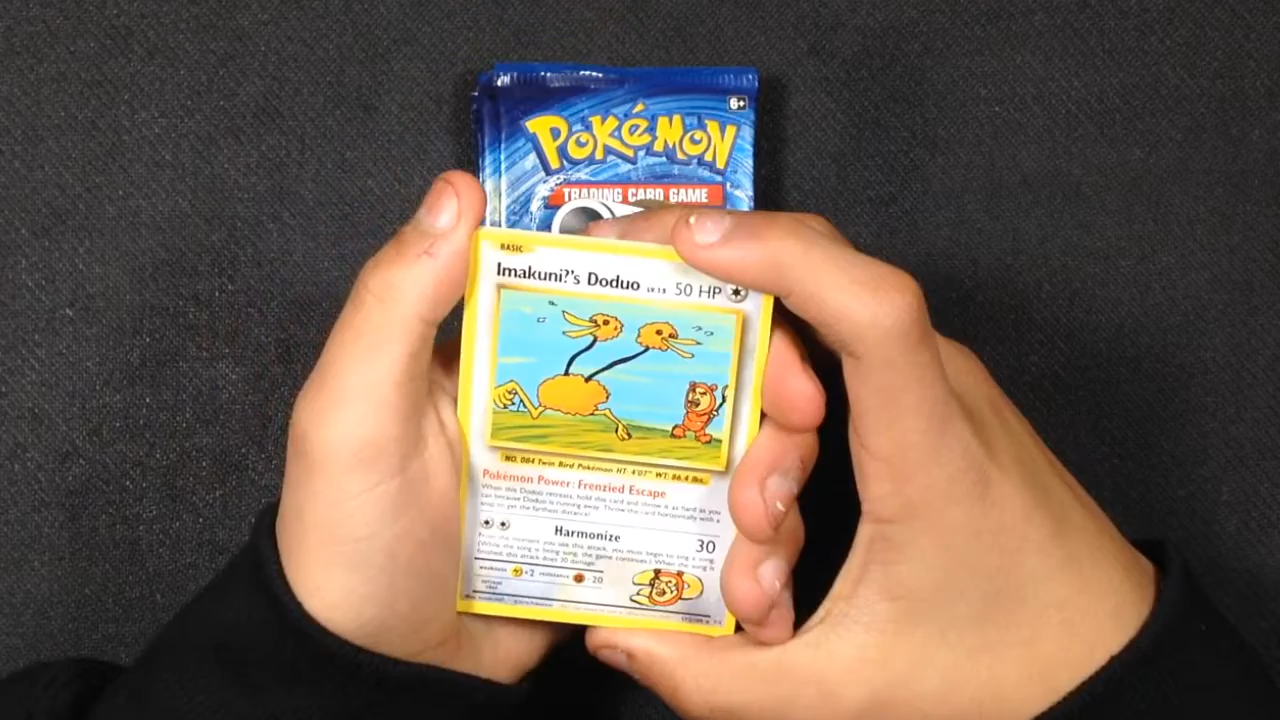 6+
POKéMON
TRADING CARD GAME
BASIC
Imakuni?'s Doduo LV.15 50 HP
NO. 084 Twin Bird Pokémon HT: 4'07" WT: 86.4 lbs.
Pokémon Power: Frenzied Escape
When this Doduo retreats, hold this card and throw it as hard as you
can because Doduo is running away. Throw the card horizontally with a
snap to get the farthest distance!
Harmonize 30
From the moment you use this attack, you must begin to sing a song.
(While the song is being sung, the game continues.) When the song is
finished, this attack does 30 damage.
weakness ×2 resistance -20
retreat
cost